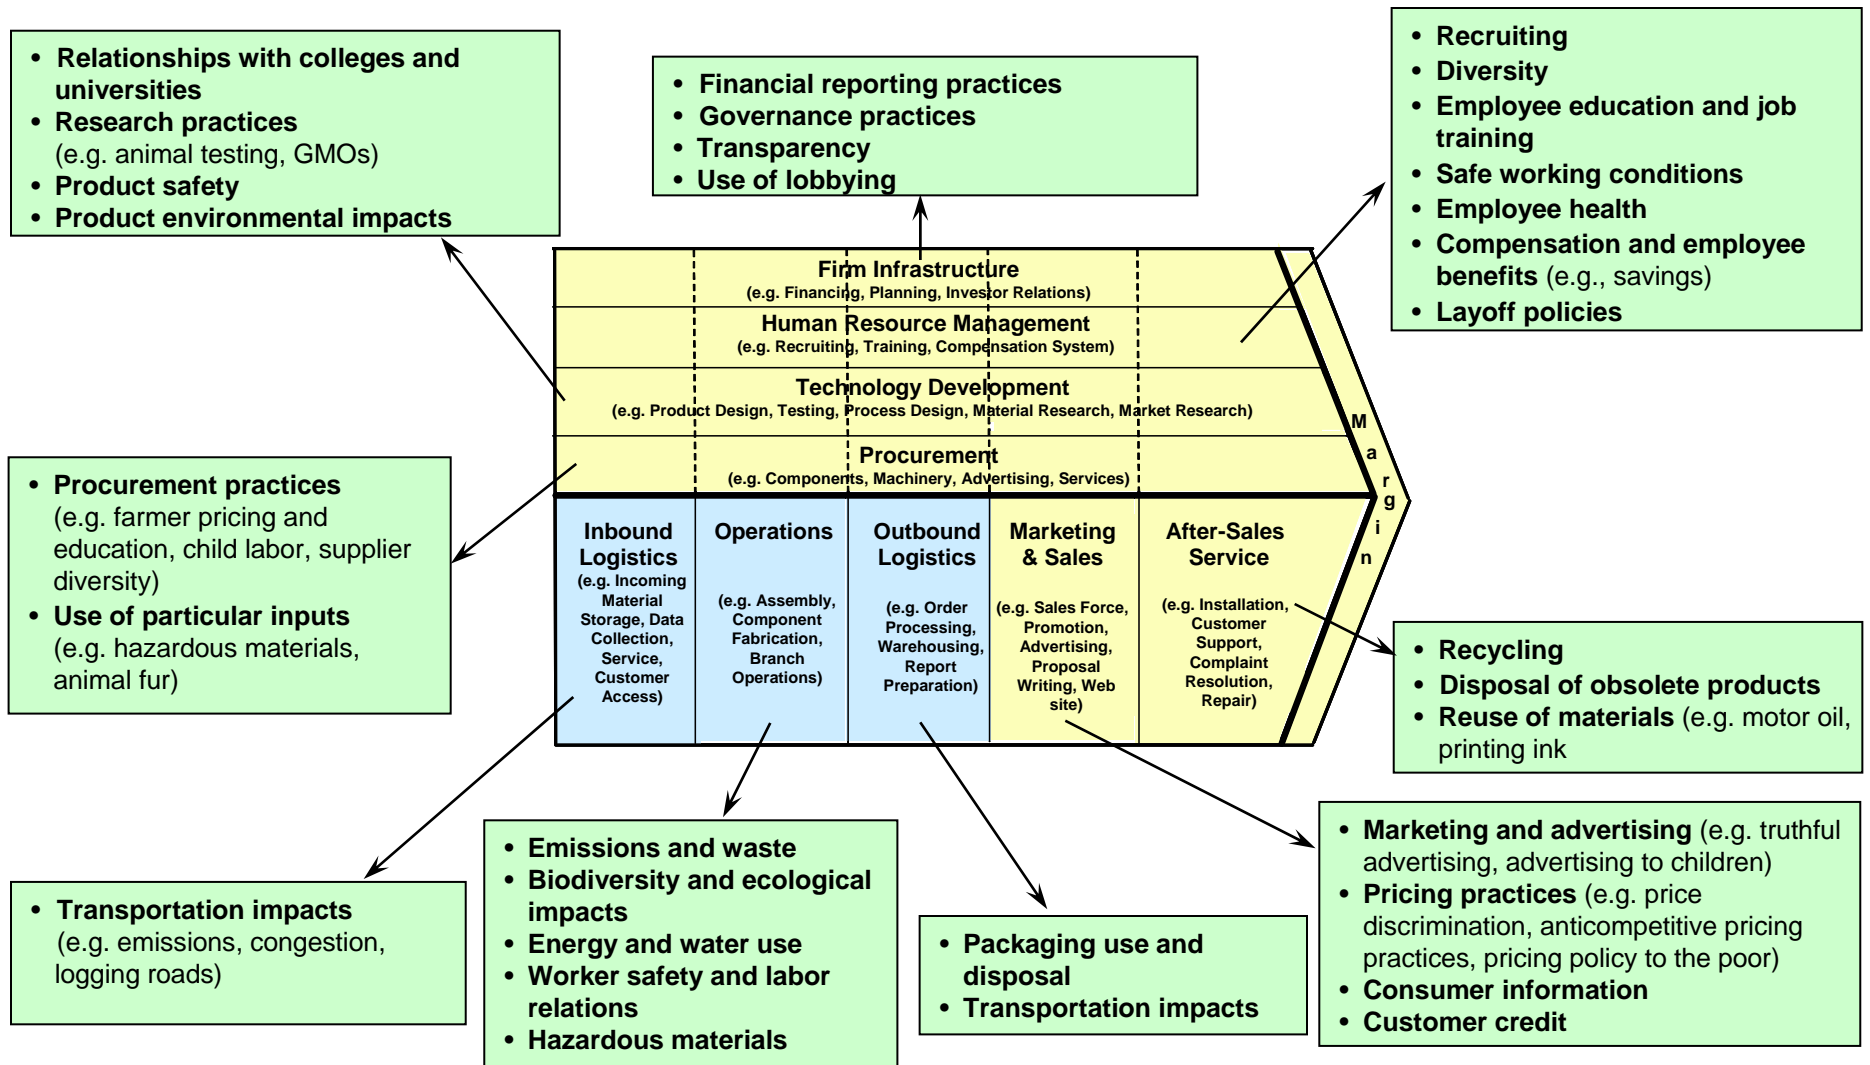 • Relationships with colleges and
universities
• Research practices
(e.g. animal testing, GMOs)
• Product safety
• Product environmental impacts
• Financial reporting practices
• Governance practices
• Transparency
• Use of lobbying
• Recruiting
• Diversity
• Employee education and job
training
• Safe working conditions
• Employee health
• Compensation and employee
benefits (e.g., savings)
• Layoff policies
Firm Infrastructure
(e.g. Financing, Planning, Investor Relations)
Human Resource Management
(e.g. Recruiting, Training, Compensation System)
Technology Development
(e.g. Product Design, Testing, Process Design, Material Research, Market Research)
Procurement
(e.g. Components, Machinery, Advertising, Services)
Margin
• Procurement practices
(e.g. farmer pricing and
education, child labor, supplier
diversity)
• Use of particular inputs
(e.g. hazardous materials,
animal fur)
Inbound
Logistics
(e.g. Incoming
Material
Storage, Data
Collection,
Service,
Customer
Access)
Operations
(e.g. Assembly,
Component
Fabrication,
Branch
Operations)
Outbound
Logistics
(e.g. Order
Processing,
Warehousing,
Report
Preparation)
Marketing
& Sales
(e.g. Sales Force,
Promotion,
Advertising,
Proposal
Writing, Web
site)
After-Sales
Service
(e.g. Installation,
Customer
Support,
Complaint
Resolution,
Repair)
• Recycling
• Disposal of obsolete products
• Reuse of materials (e.g. motor oil,
printing ink
• Transportation impacts
(e.g. emissions, congestion,
logging roads)
• Emissions and waste
• Biodiversity and ecological
impacts
• Energy and water use
• Worker safety and labor
relations
• Hazardous materials
• Packaging use and
disposal
• Transportation impacts
• Marketing and advertising (e.g. truthful
advertising, advertising to children)
• Pricing practices (e.g. price
discrimination, anticompetitive pricing
practices, pricing policy to the poor)
• Consumer information
• Customer credit